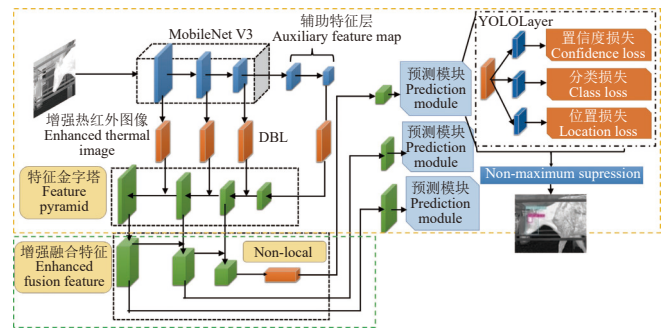 辅助特征层
Auxiliary feature map
MobileNet V3
YOLOLayer
置信度损失
Confidence loss
分类损失
Class loss
位置损失
Location loss
预测模块
Prediction
module
增强热红外图像
Enhanced thermal
image
DBL
预测模块
Prediction
module
特征金字塔
Feature
pyramid
预测模块
Prediction
module
Non-maximum supression
增强融合特征
Enhanced
fusion feature
Non-local